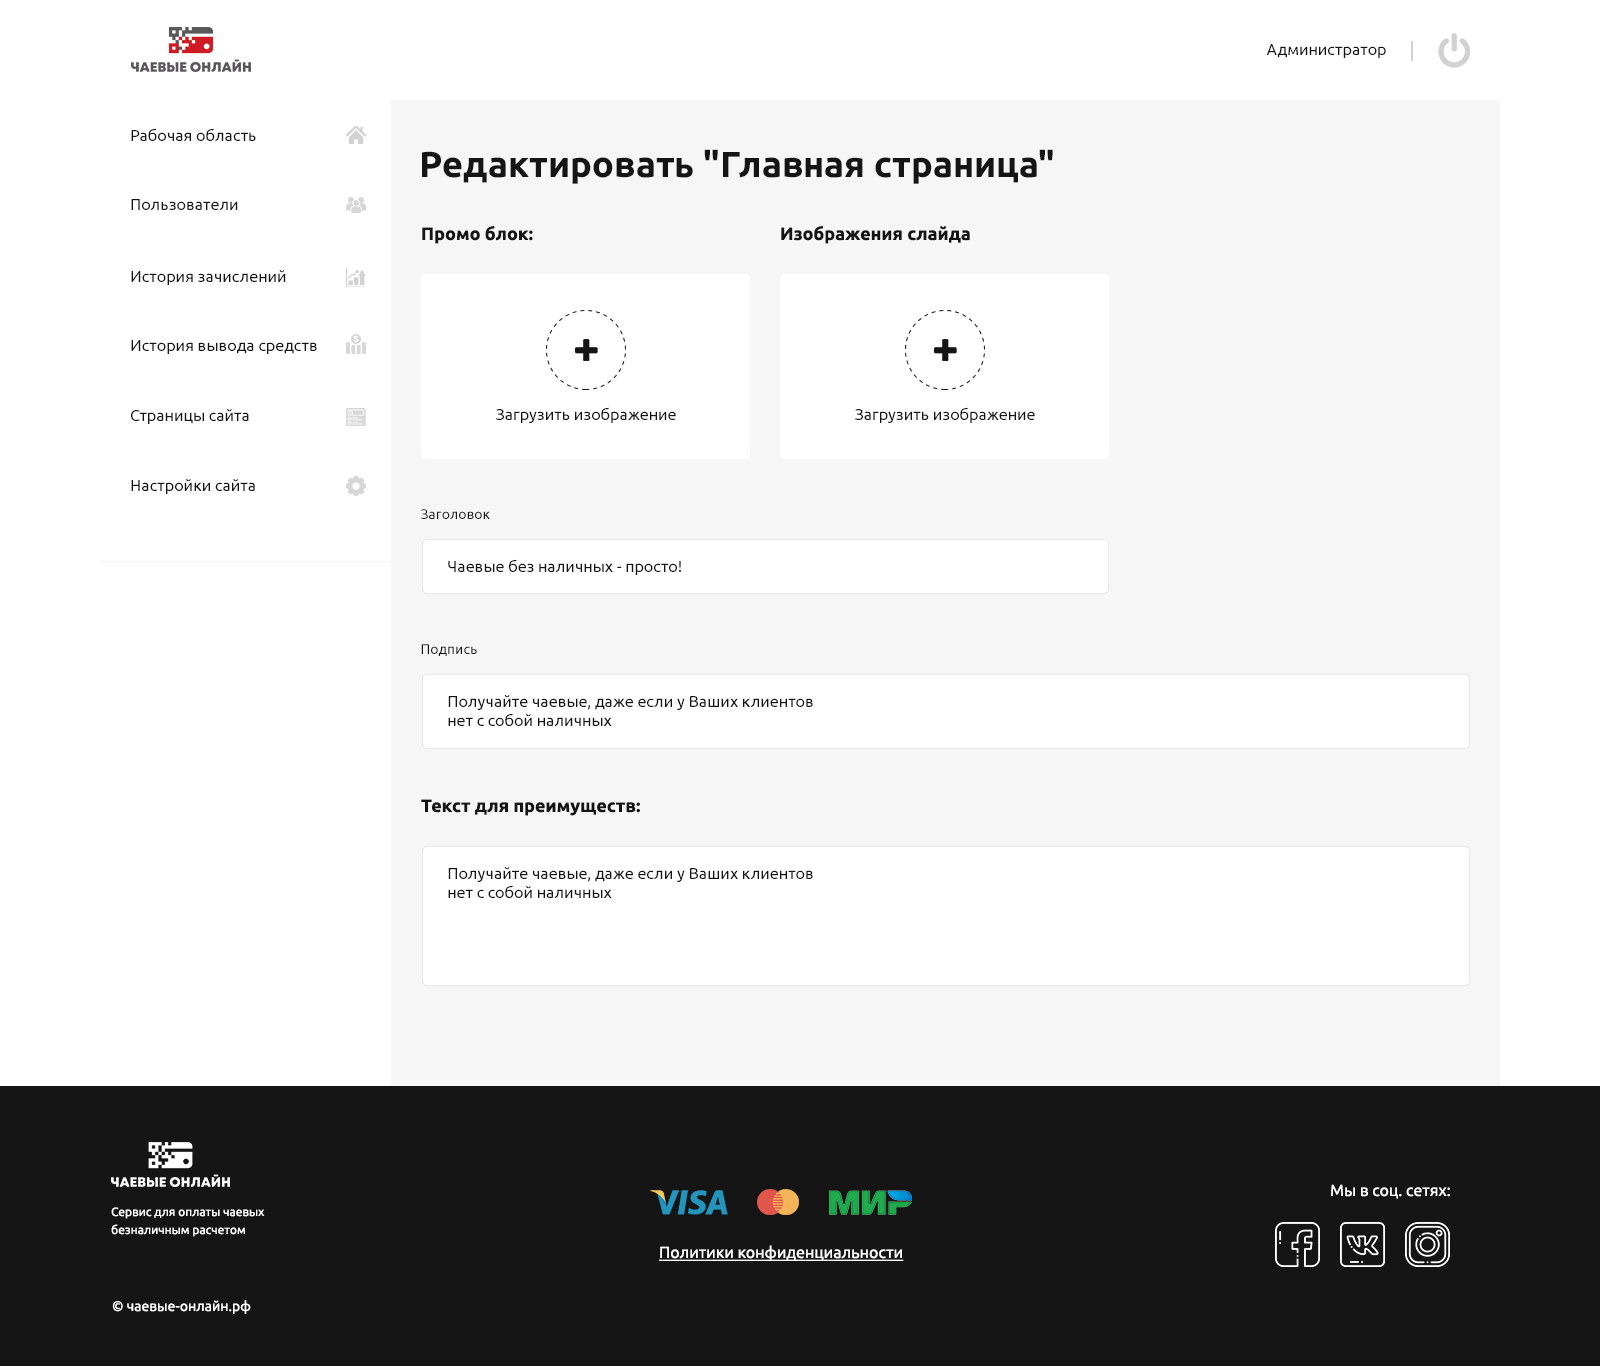 ЧАЕВЫЕ ОНЛАЙН
Администратор
Рабочая область
Пользователи
История зачислений
История вывода средств
Страницы сайта
Настройки сайта
Редактировать "Главная страница"
Промо блок:
Изображения слайда
Загрузить изображение
Загрузить изображение
Заголовок
Чаевые без наличных - просто!
Подпись
Получайте чаевые, даже если у Ваших клиентов
нет с собой наличных
Текст для преимуществ:
Получайте чаевые, даже если у Ваших клиентов
нет с собой наличных
ЧАЕВЫЕ ОНЛАЙН
Сервис для оплаты чаевых
безналичным расчетом
© чаевые-онлайн.рф
VISA
МИР
Политики конфиденциальности
Мы в соц. сетях: